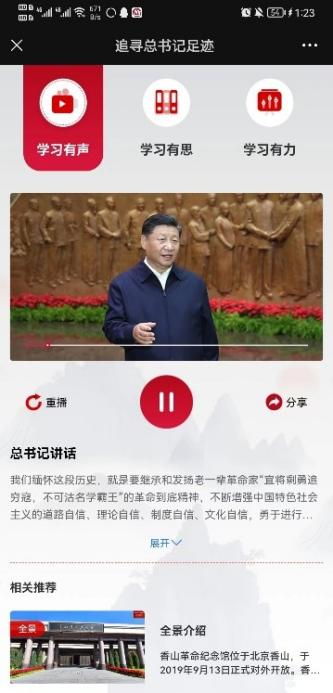 671
B/s
54
1:23
追寻总书记足迹
学习有声
学习有思
学习有力
重播
分享
总书记讲话
我们缅怀这段历史，就是要继承和发扬老一辈革命家“宜将剩勇追
穷寇，不可沽名学霸王”的革命到底精神，不断增强中国特色社会
主义的道路自信、理论自信、制度自信、文化自信，勇于进行…
展开
相关推荐
全景
全景介绍
香山革命纪念馆位于北京香山，于
2019年9月13日正式对外开放。香…